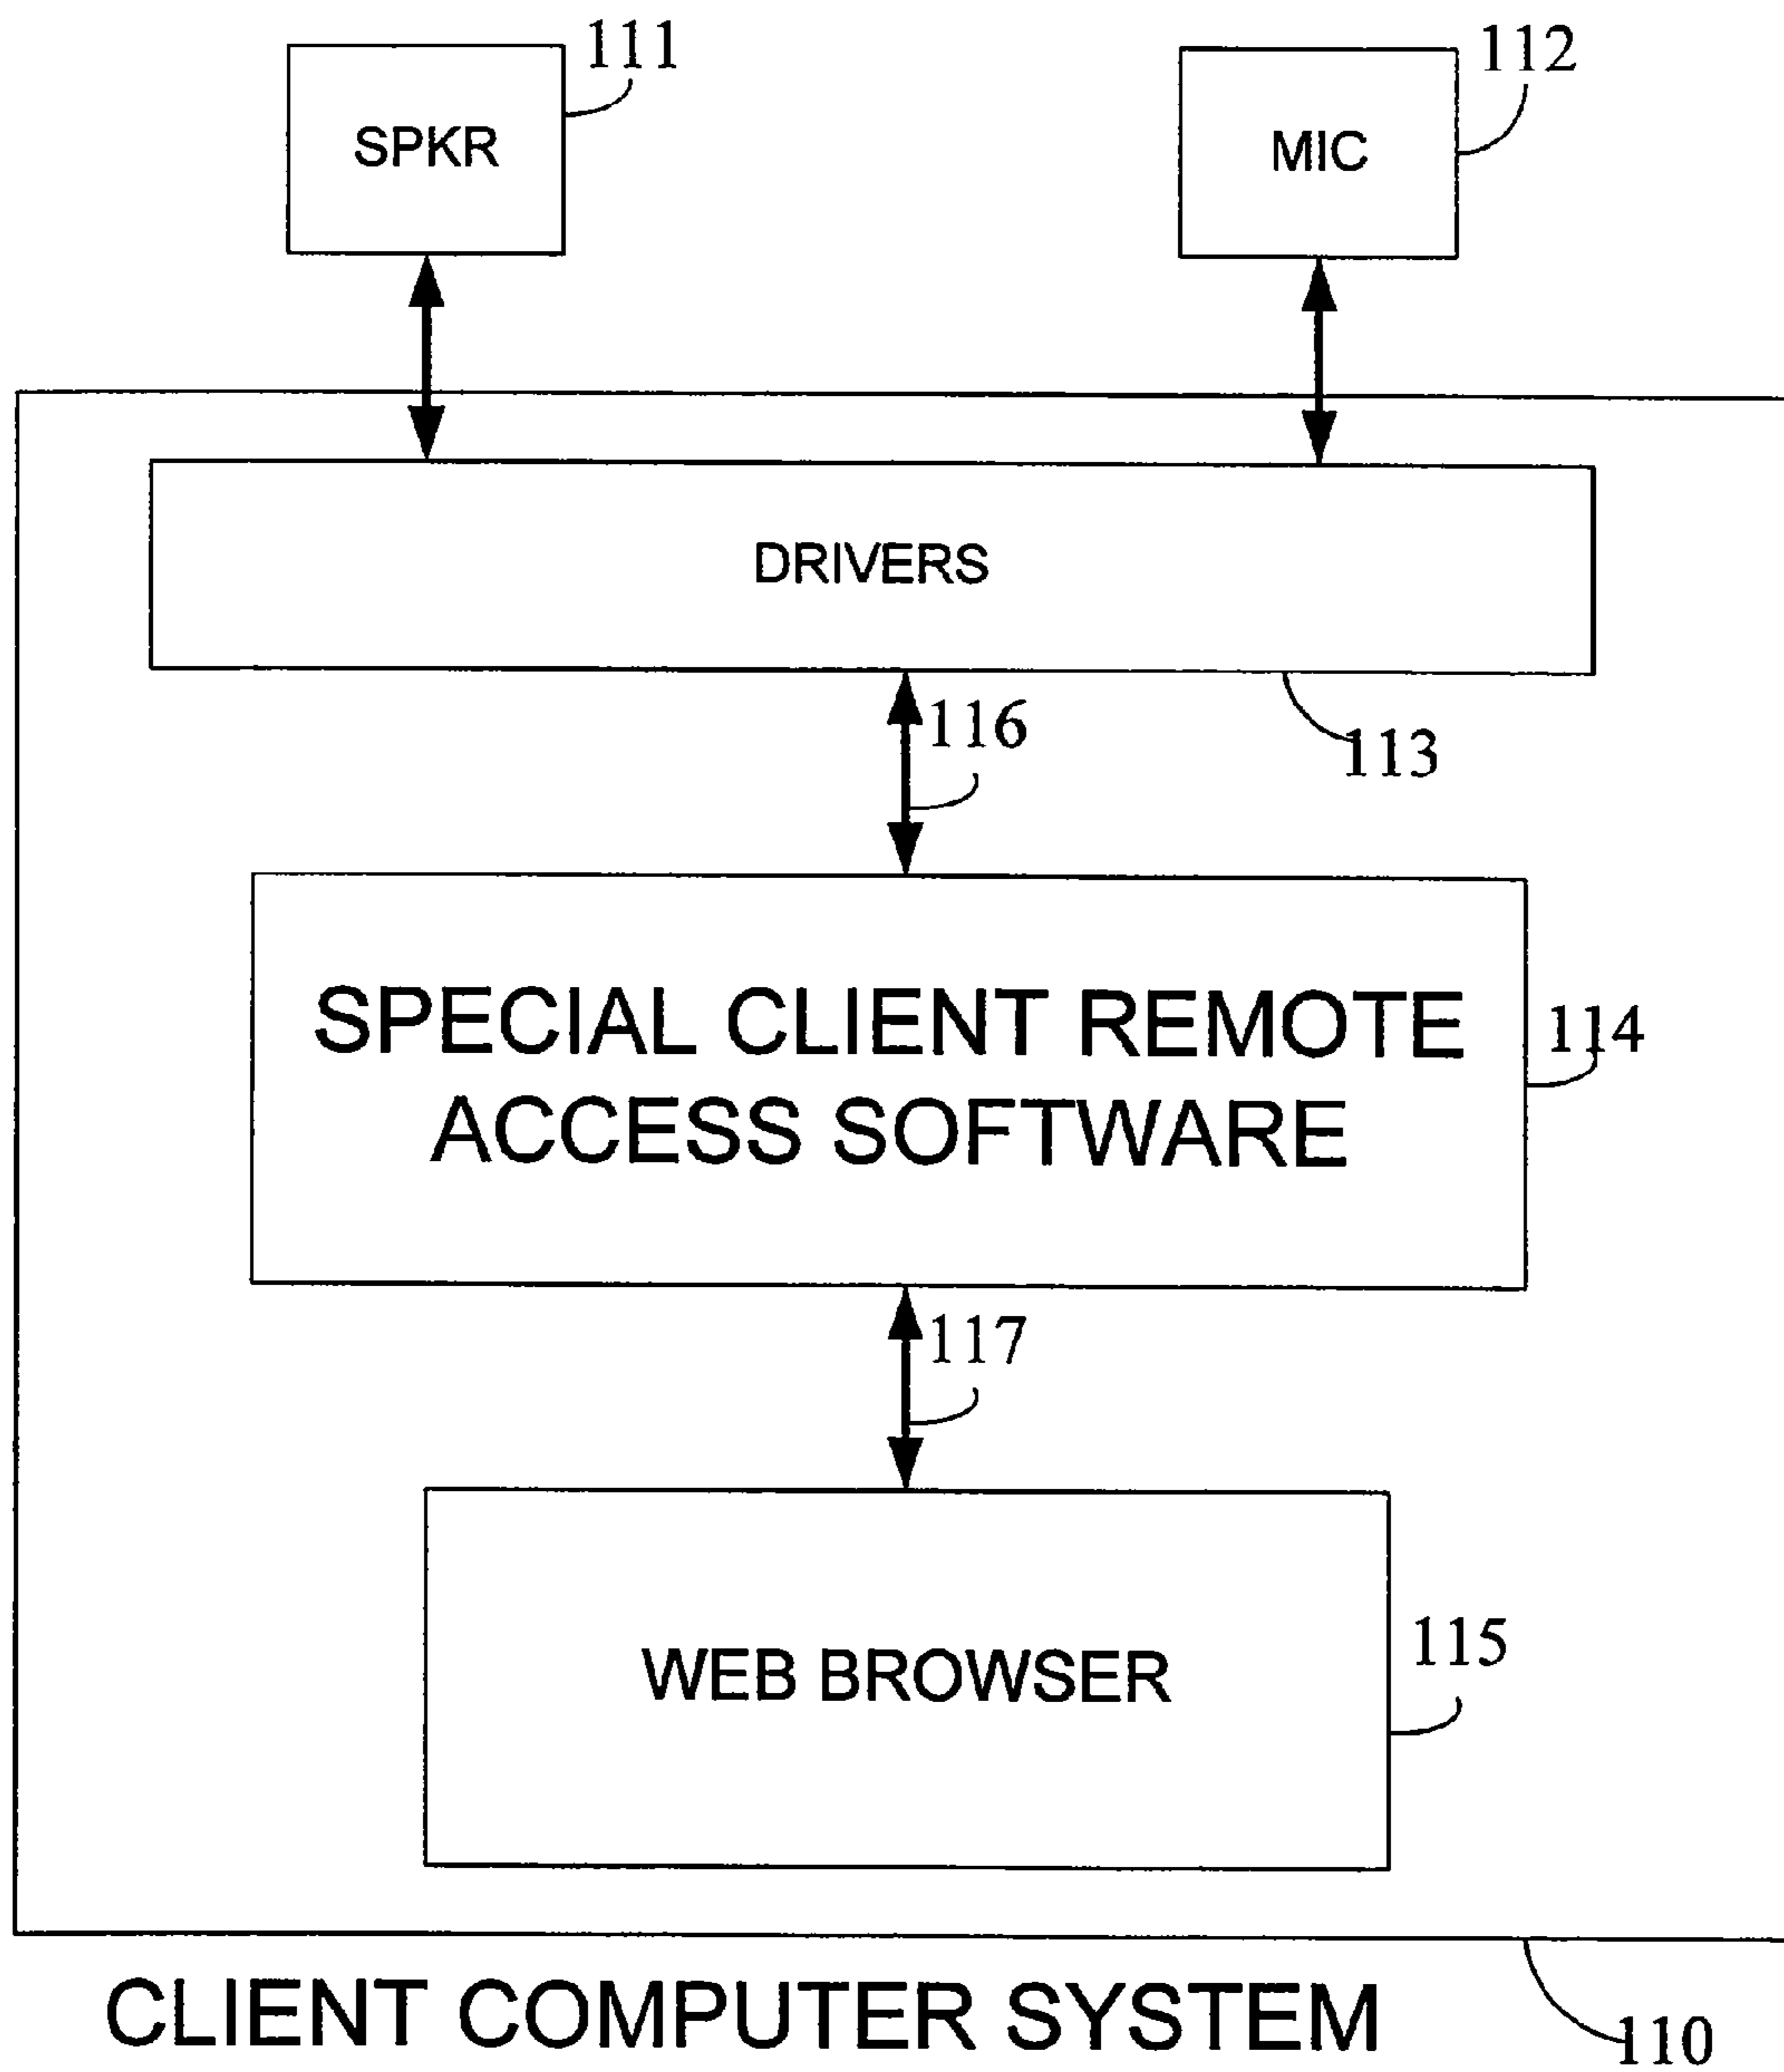 111
112
SPKR
MIC
DRIVERS
116
113
SPECIAL CLIENT REMOTE
ACCESS SOFTWARE
114
117
WEB BROWSER
115
CLIENT COMPUTER SYSTEM
110